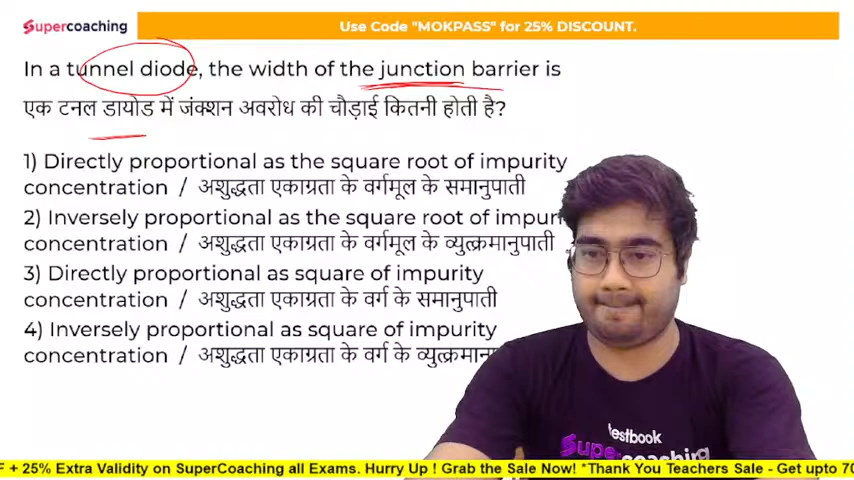 Supercoaching
Use Code "MOKPASS" for 25% DISCOUNT.
In a tunnel diode, the width of the junction barrier is
एक टनल डायोड में जंक्शन अवरोध की चौड़ाई कितनी होती है?
1) Directly proportional as the square root of impurity
concentration / अशुद्धता एकाग्रता के वर्गमूल के समानुपाती
2) Inversely proportional as the square root of
concentration / अशुद्धता एकाग्रता के वर्गमूल के व्युत्क्रमानुपाती
3) Directly proportional as square of impurity
concentration / अशुद्धता एकाग्रता के वर्ग के समानुपाती
4) Inversely proportional as square of impurity
concentration / अशुद्धता एकाग्रता के वर्ग के
testbook
Supercoaching
F + 25% Extra Validity on SuperCoaching all Exams. Hurry Up ! Grab the Sale Now! *Thank You Teachers Sale - Get upto 70